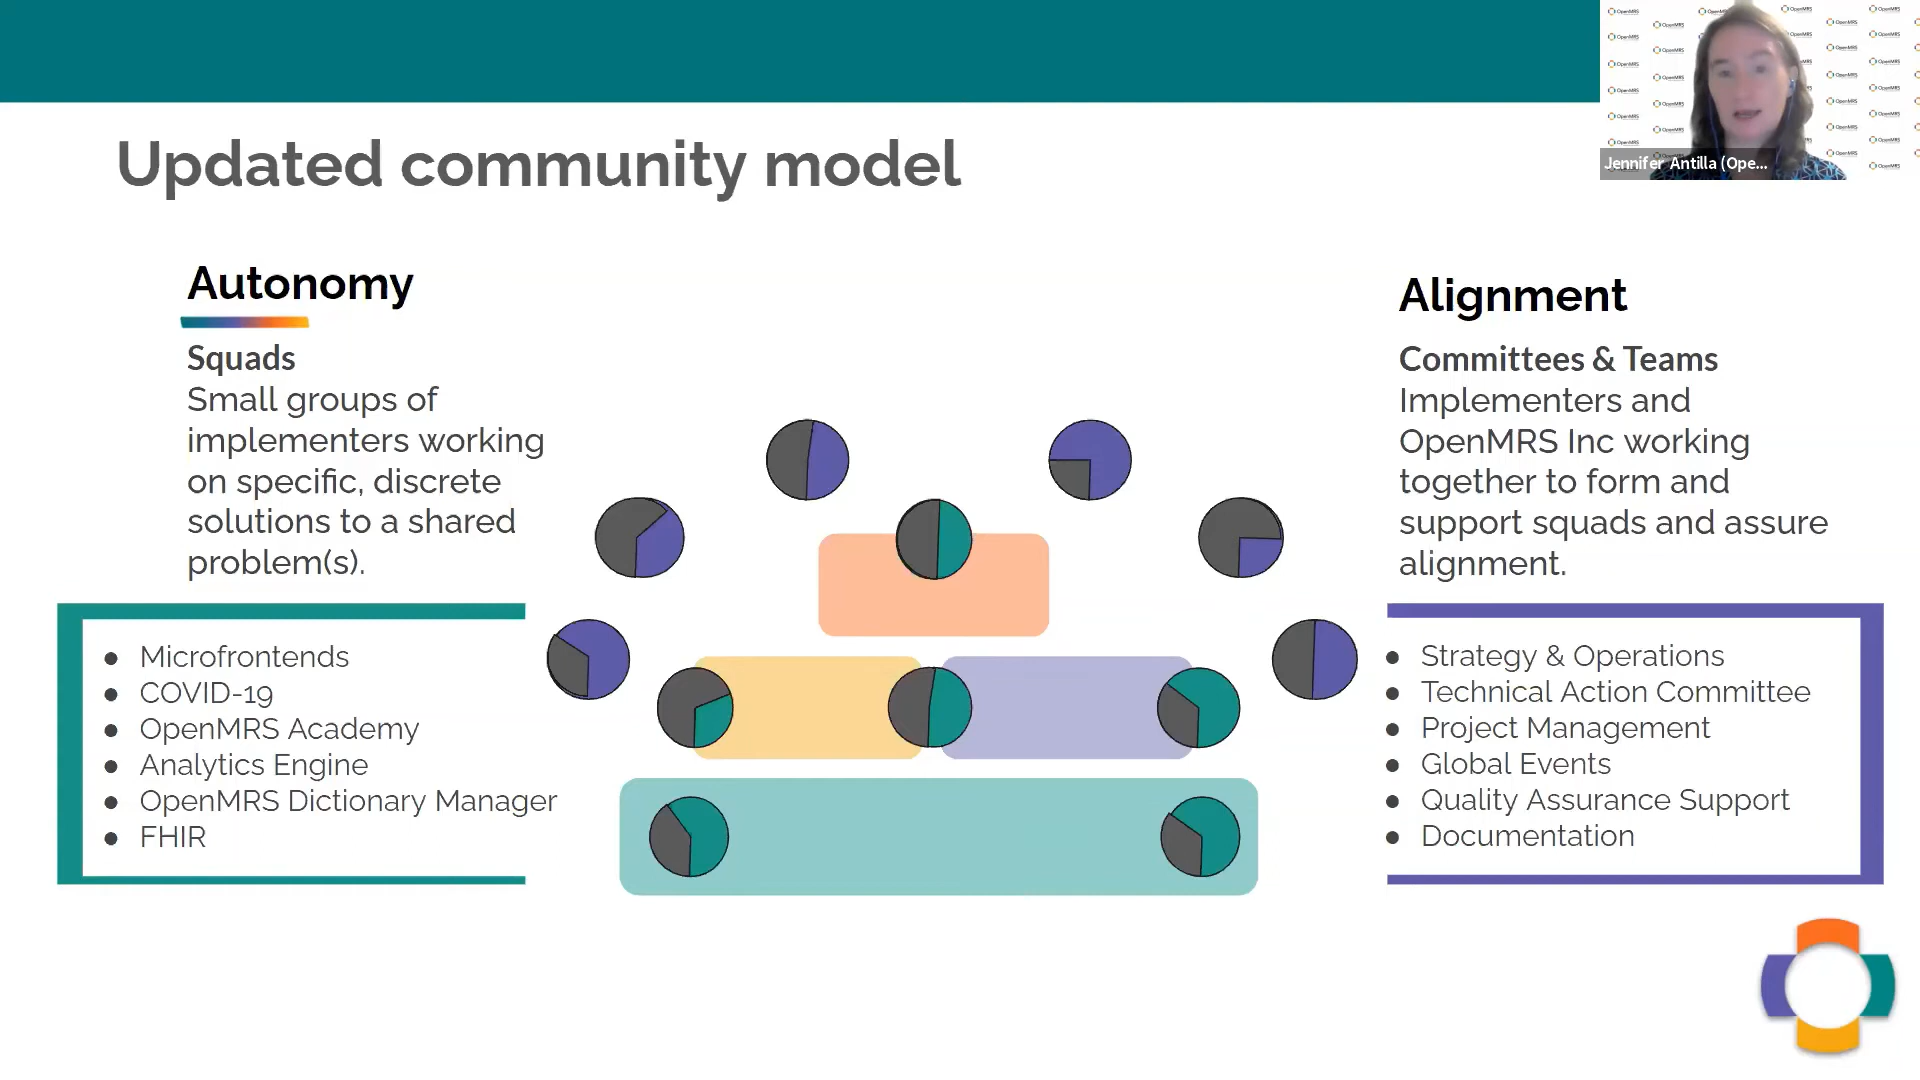 Updated community model
Jennifer Antilla (Ope...
Autonomy
Squads
Small groups of
implementers working
on specific, discrete
solutions to a shared
problem(s).
Microfrontends
COVID-19
OpenMRS Academy
Analytics Engine
OpenMRS Dictionary Manager
FHIR
Alignment
Committees & Teams
Implementers and
OpenMRS Inc working
together to form and
support squads and assure
alignment.
Strategy & Operations
Technical Action Committee
Project Management
Global Events
Quality Assurance Support
Documentation